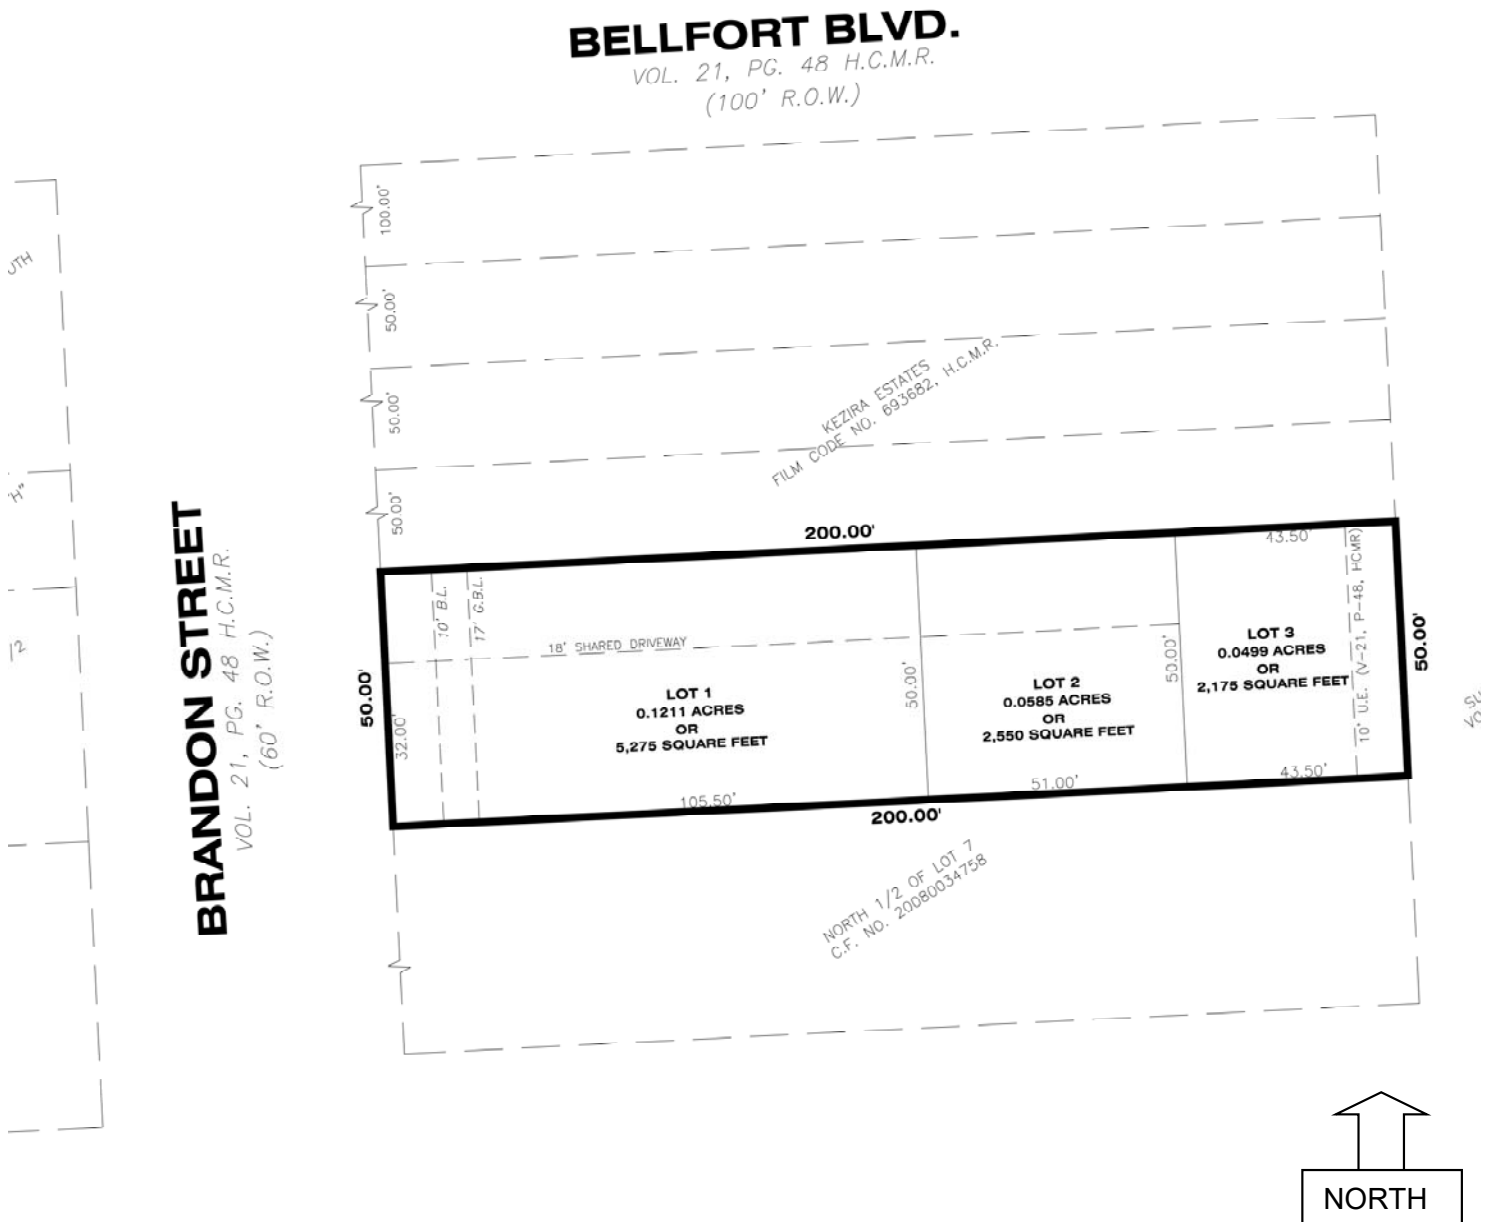 BELLFORT BLVD.
VOL. 21, PG. 48 H.C.M.R.
(100' R.O.W.)
UTH
H"
12
BRANDON STREET
VOL. 21, PG. 48 H.C.M.R.
(60' R.O.W.)
100.00'
50.00'
50.00'
50.00'
KEZIRA ESTATES
FILM CODE NO. 693682, H.C.M.R.
200.00'
43.50'
50.00'
32.00'
10' B.L.
17' G.B.L.
18' SHARED DRIVEWAY
LOT 1
0.1211 ACRES
OR
5,275 SQUARE FEET
105.50'
50.00'
LOT 2
0.0585 ACRES
OR
2,550 SQUARE FEET
51.00'
50.00'
LOT 3
0.0499 ACRES
OR
2,175 SQUARE FEET
43.50'
10' U.E. (V-21, P-48, HCMR)
50.00'
200.00'
NORTH 1/2 OF LOT 7
C.F. NO. 20080034758
NORTH